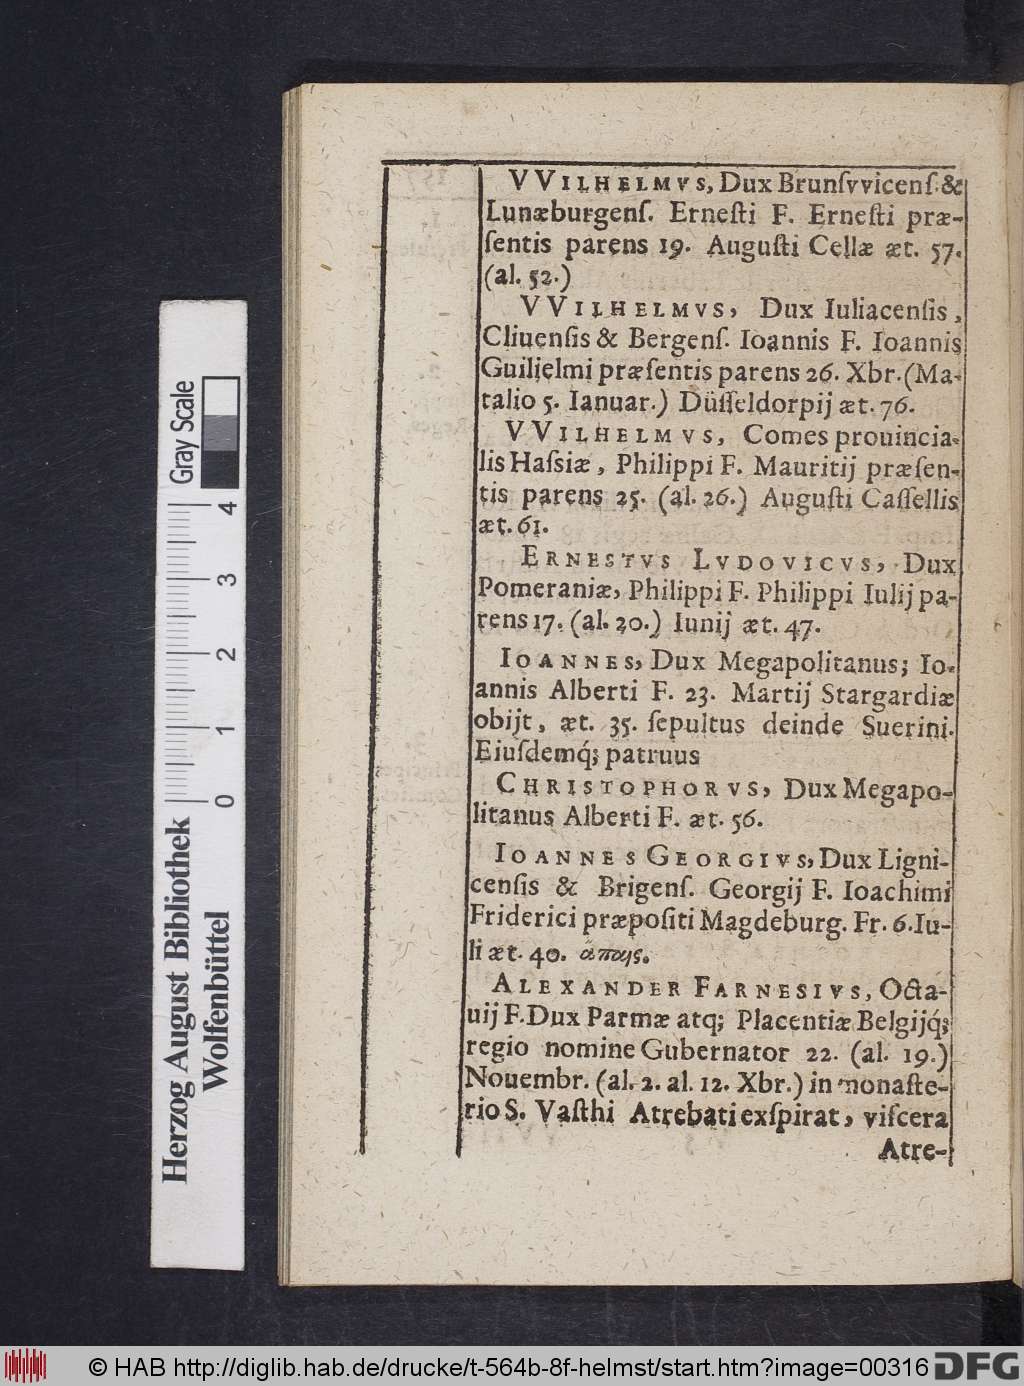 VVILHELMVS, Dux Brunſvvicenſ. &
Lunæburgenſ. Erneſti F. Erneſti præ-
ſentis parens 19. Auguſti Cellæ æt. 57.
(al. 52.)
VVILHELMVS, Dux Iuliacenſis,
Cliuenſis & Bergenſ. Ioannis F. Ioannis
Guilielmi præſentis parens 26. Xbr. (Ma-
talio 5. Ianuar.) Düſſeldorpij æt. 76.
VVILHELMVS, Comes prouincia-
lis Haſsiæ, Philippi F. Mauritij præſen-
tis parens 25. (al. 26.) Auguſti Caſſellis
æt. 61.
ERNESTVS LVDOVICVS, Dux
Pomeraniæ, Philippi F. Philippi Iulij pa-
rens 17. (al. 20.) Iunij æt. 47.
IOANNES, Dux Megapolitanus; Io-
annis Alberti F. 23. Martij Stargardiæ
obijt, æt. 35. ſepultus deinde Suerini.
Eiuſdemq́; patruus
CHRISTOPHORVS, Dux Megapo-
litanus Alberti F. æt. 56.
IOANNES GEORGIVS, Dux Ligni-
cenſis & Brigenſ. Georgij F. Ioachimi
Friderici præpoſiti Magdeburg. Fr. 6. Iu-
li æt. 40. ἄπαις.
ALEXANDER FARNESIVS, Octa-
uij F. Dux Parmæ atq; Placentiæ Belgijq́;
regio nomine Gubernator 22. (al. 19.)
Nouembr. (al. 2. al. 12. Xbr.) in monaſte-
rio S. Vaſthi Atrebati exſpirat, viſcera
Atre-
Gray Scale
4
3
2
1
0
Herzog August Bibliothek
Wolfenbüttel
© HAB http://diglib.hab.de/drucke/t-564b-8f-helmst/start.htm?image=00316
DFG